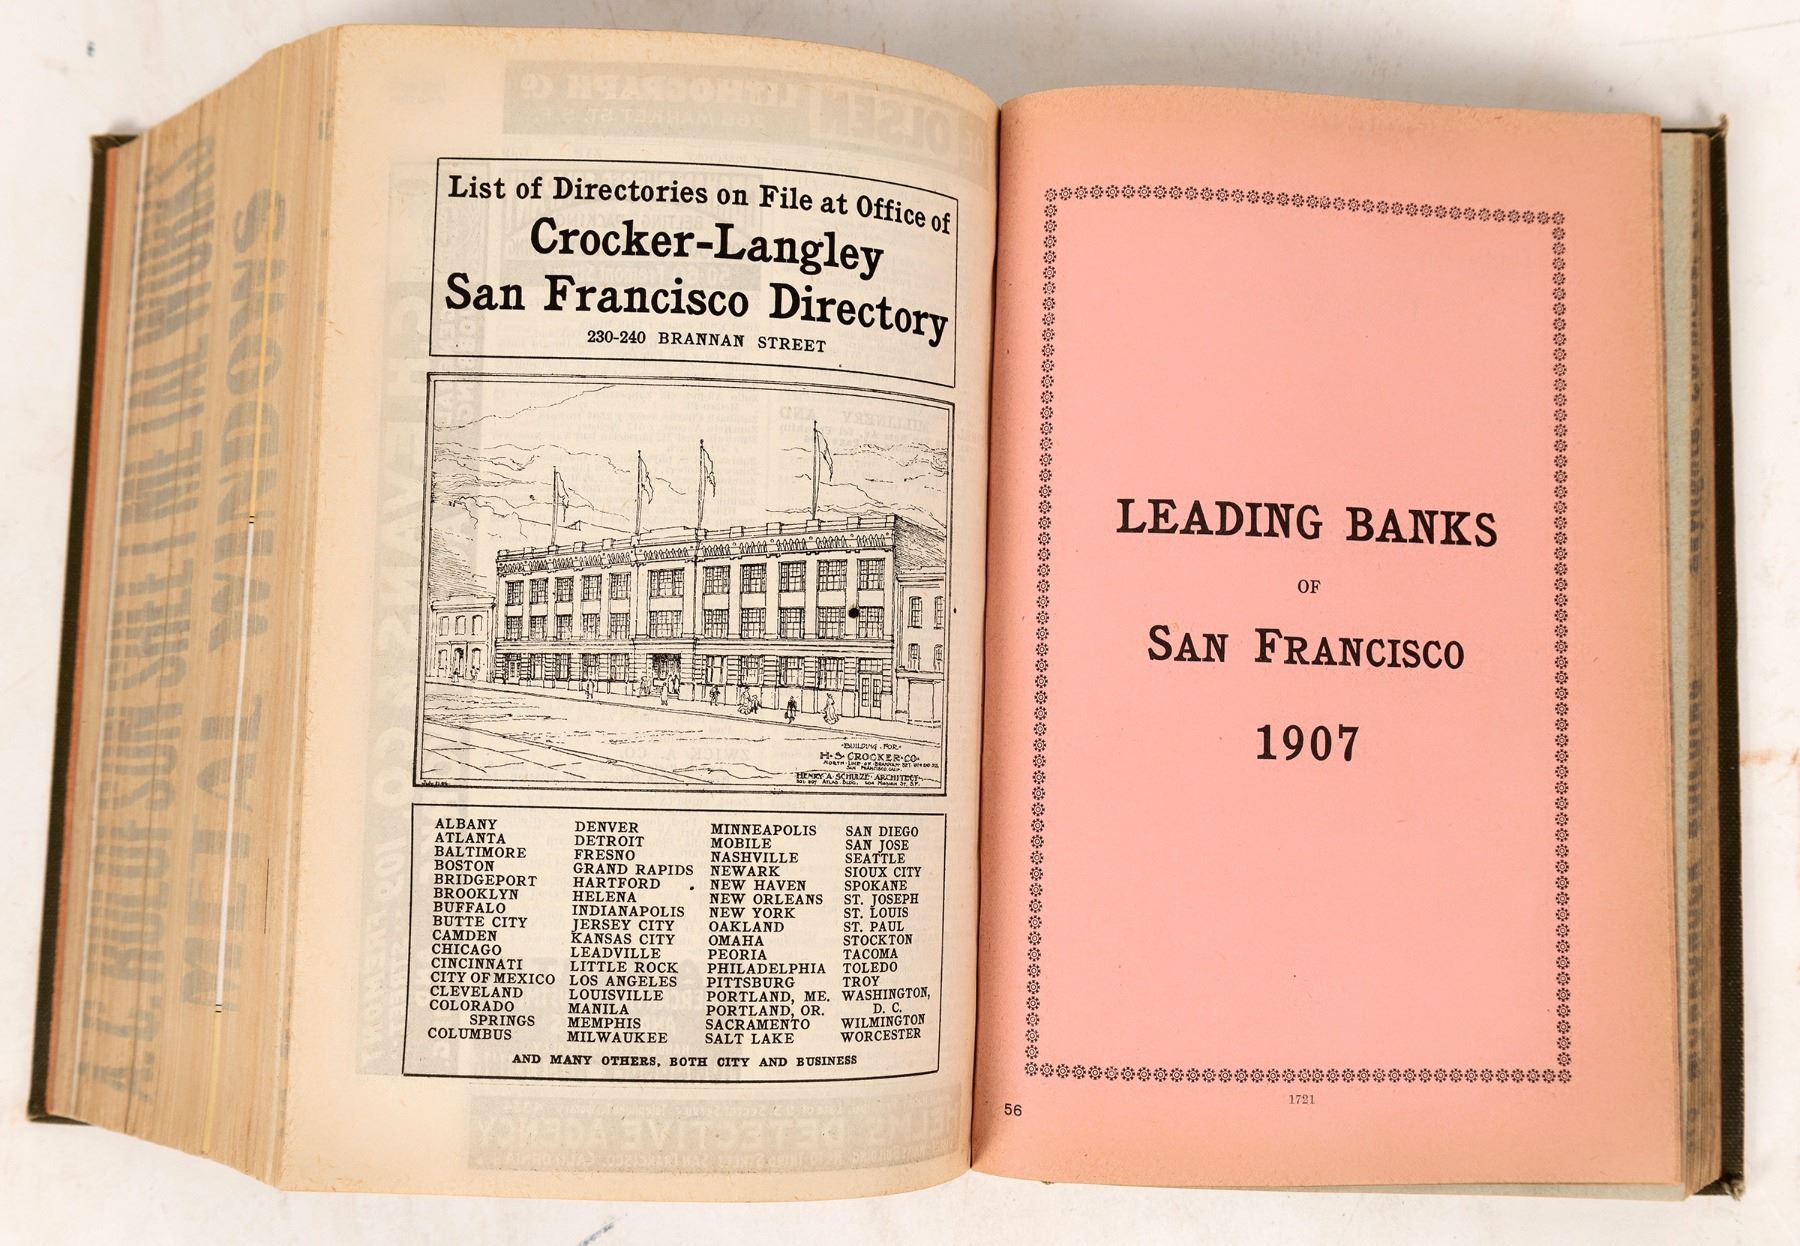 List of Directories on File at Office of
Crocker-Langley
San Francisco Directory
230-240 BRANNAN STREET
BUILDING FOR
H.S. CROCKER CO.
HENRY A. SCHULZE ARCHITECT
ALBANY
ATLANTA
BALTIMORE
BOSTON
BRIDGEPORT
BROOKLYN
BUFFALO
BUTTE CITY
CAMDEN
CHICAGO
CINCINNATI
CITY OF MEXICO
CLEVELAND
COLORADO
SPRINGS
COLUMBUS
DENVER
DETROIT
FRESNO
GRAND RAPIDS
HARTFORD
HELENA
INDIANAPOLIS
JERSEY CITY
KANSAS CITY
LEADVILLE
LITTLE ROCK
LOS ANGELES
LOUISVILLE
MANILA
MEMPHIS
MILWAUKEE
MINNEAPOLIS
MOBILE
NASHVILLE
NEWARK
NEW HAVEN
NEW ORLEANS
NEW YORK
OAKLAND
OMAHA
PEORIA
PHILADELPHIA
PITTSBURG
PORTLAND, ME.
PORTLAND, OR.
SACRAMENTO
SALT LAKE
SAN DIEGO
SAN JOSE
SEATTLE
SIOUX CITY
SPOKANE
ST. JOSEPH
ST. LOUIS
ST. PAUL
STOCKTON
TACOMA
TOLEDO
TROY
WASHINGTON,
D. C.
WILMINGTON
WORCESTER
AND MANY OTHERS, BOTH CITY AND BUSINESS
LEADING BANKS
OF
SAN FRANCISCO
1907
56
1721